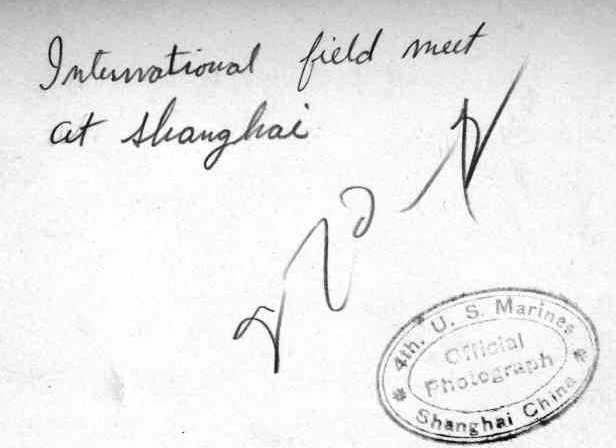 International field meet
at Shanghai
4th. U. S. Marines
Official
Photograph
Shanghai China